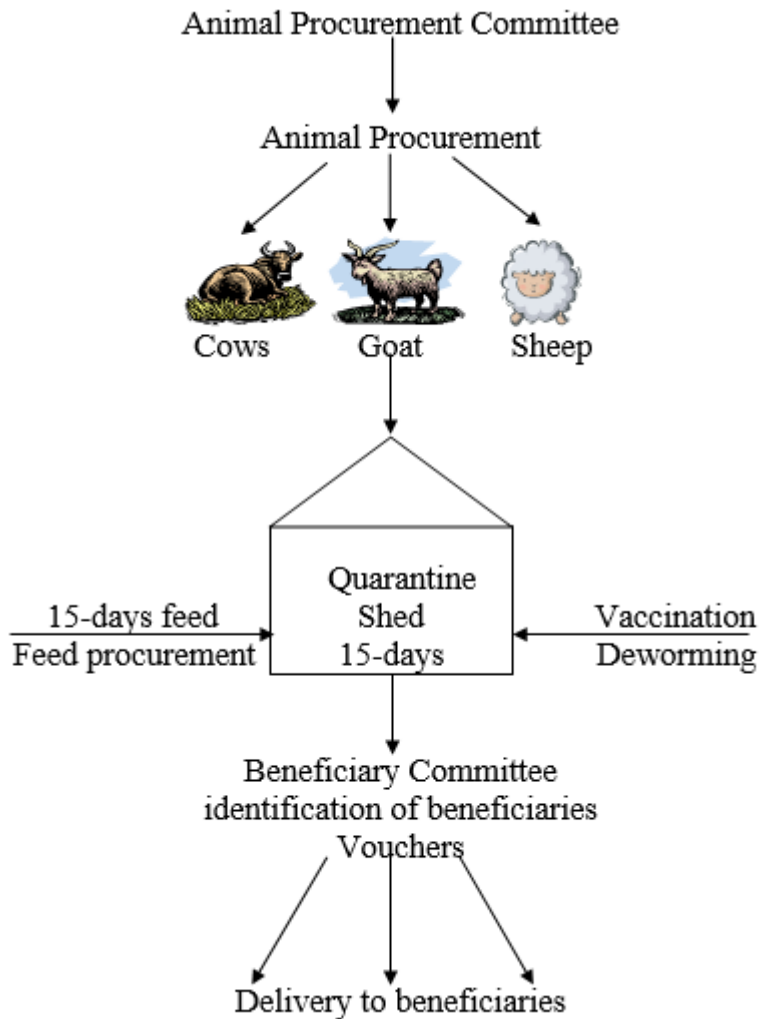 Animal Procurement Committee
Animal Procurement
Cows
Goat
Sheep
Quarantine
Shed
15-days
15-days feed
Feed procurement
Vaccination
Deworming
Beneficiary Committee
identification of beneficiaries
Vouchers
Delivery to beneficiaries